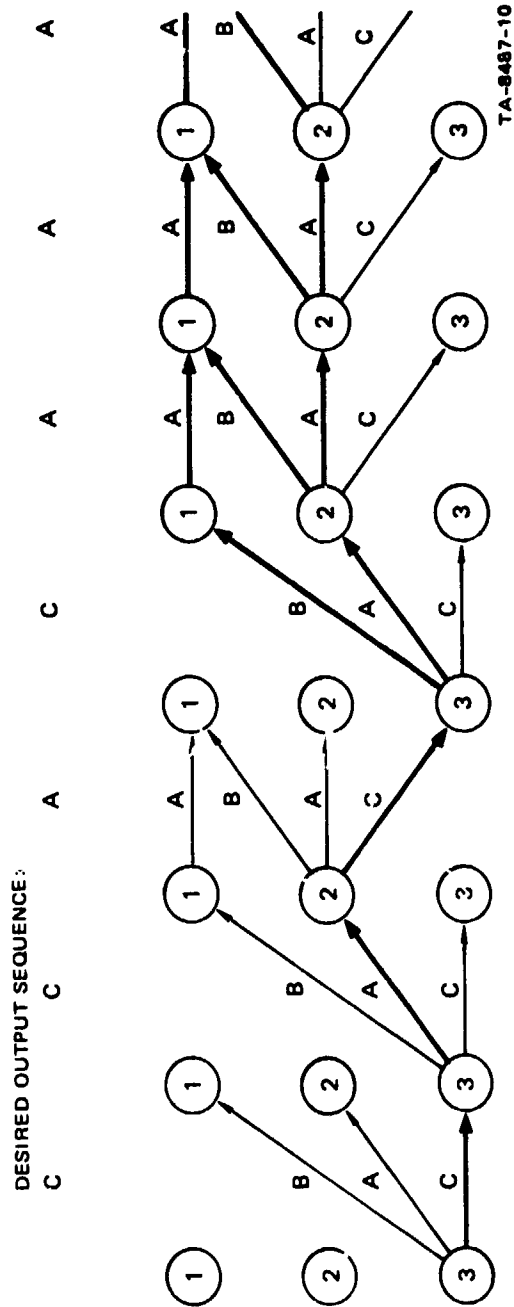 DESIRED OUTPUT SEQUENCE:
C C A C A A A
1 1 1 A 1 1 A 1 A 1 A
B B B B
B B B
2 2 2 A 2 2 A 2 A 2 A
A A C A C C C
3 C 3 C 3 3 C 3 3 3
TA-8487-10